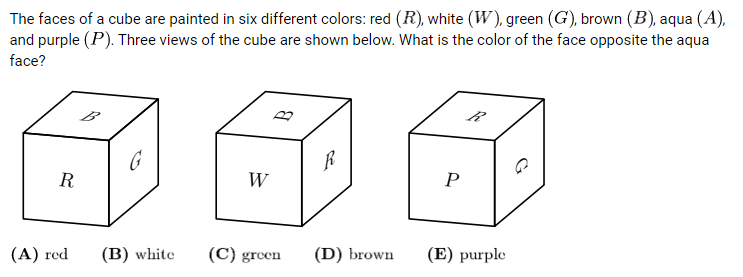 The faces of a cube are painted in six different colors: red (R), white (W), green (G), brown (B), aqua (A),
and purple (P). Three views of the cube are shown below. What is the color of the face opposite the aqua
face?
B
G
R
B
R
W
R
G
P
(A) red (B) white (C) green (D) brown (E) purple